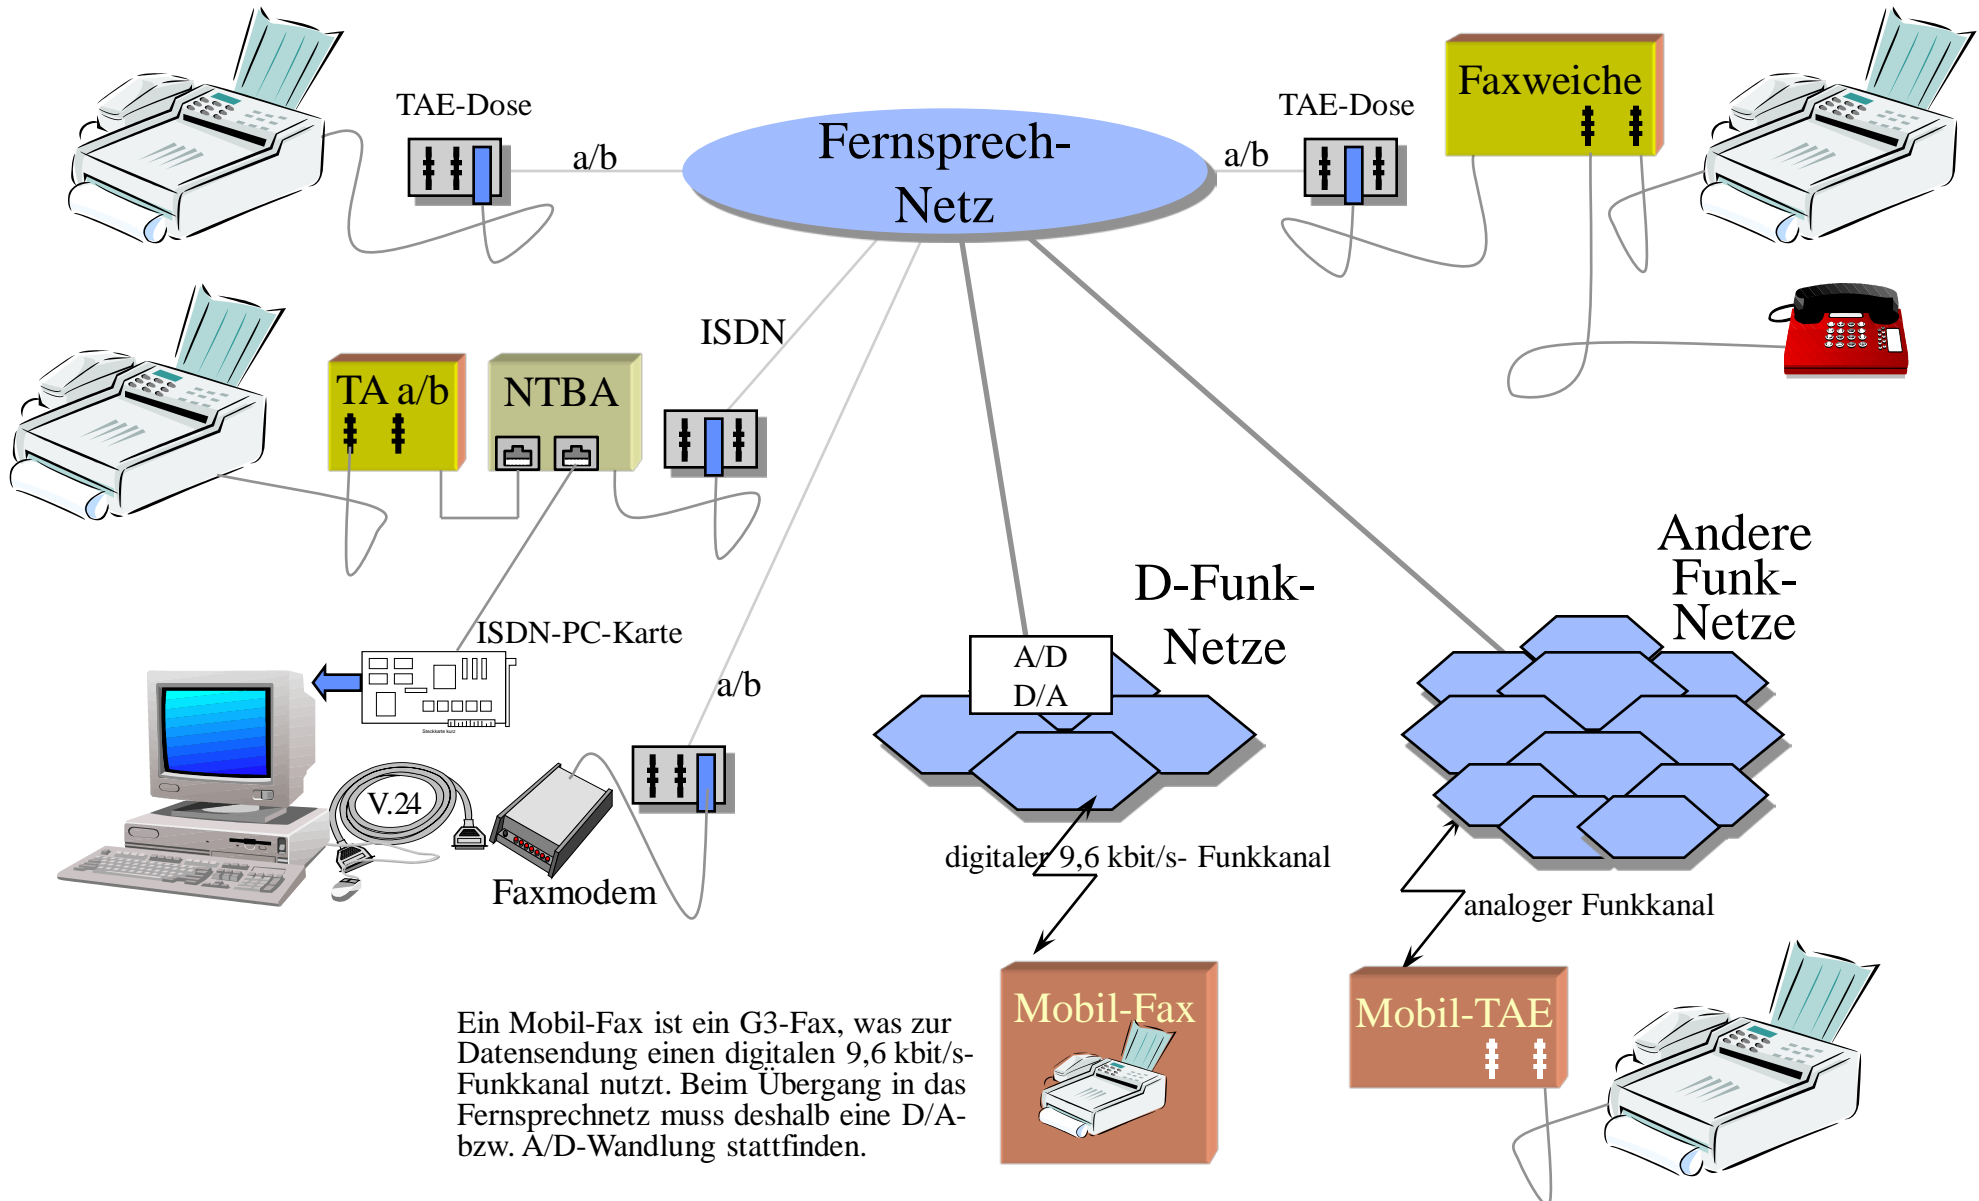 TAE-Dose
a/b
Fernsprech-
Netz
a/b
TAE-Dose
Faxweiche
ISDN
TA a/b
NTBA
ISDN-PC-Karte
Steckkarte kurz
a/b
V.24
Faxmodem
D-Funk-
Netze
A/D
D/A
digitaler 9,6 kbit/s- Funkkanal
Andere
Funk-
Netze
analoger Funkkanal
Mobil-Fax
Mobil-TAE
Ein Mobil-Fax ist ein G3-Fax, was zur
Datensendung einen digitalen 9,6 kbit/s-
Funkkanal nutzt. Beim Übergang in das
Fernsprechnetz muss deshalb eine D/A-
bzw. A/D-Wandlung stattfinden.